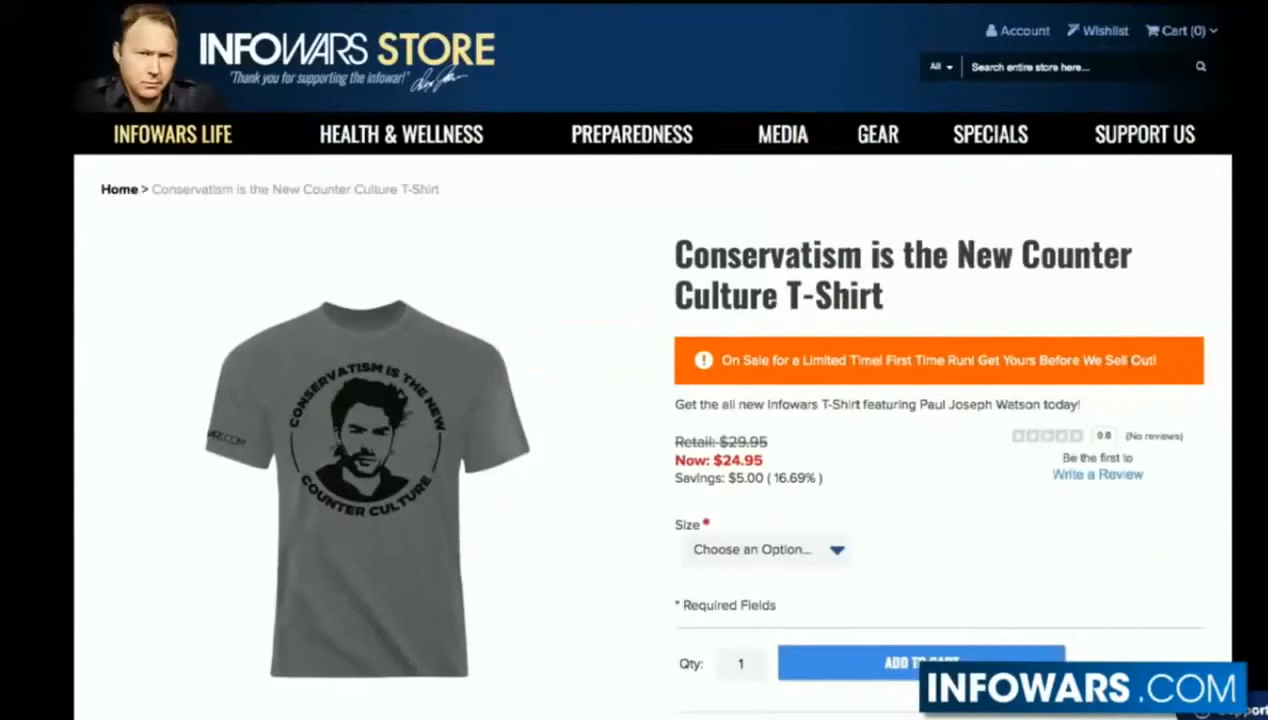 INFOWARS STORE
"Thank you for supporting the infowar!"
Account
Wishlist
Cart (0)
All
Search entire store here...
INFOWARS LIFE
HEALTH & WELLNESS
PREPAREDNESS
MEDIA
GEAR
SPECIALS
SUPPORT US
Home > Conservatism is the New Counter Culture T-Shirt
CONSERVATISM IS THE NEW
COUNTER CULTURE
Conservatism is the New Counter
Culture T-Shirt
On Sale for a Limited Time! First Time Run! Get Yours Before We Sell Out!
Get the all new Infowars T-Shirt featuring Paul Joseph Watson today!
Retail: $29.95
Now: $24.95
Savings: $5.00 ( 16.69% )
0.0 (No reviews)
Be the first to
Write a Review
Size *
Choose an Option...
* Required Fields
Qty: 1
ADD TO CART
INFOWARS.COM